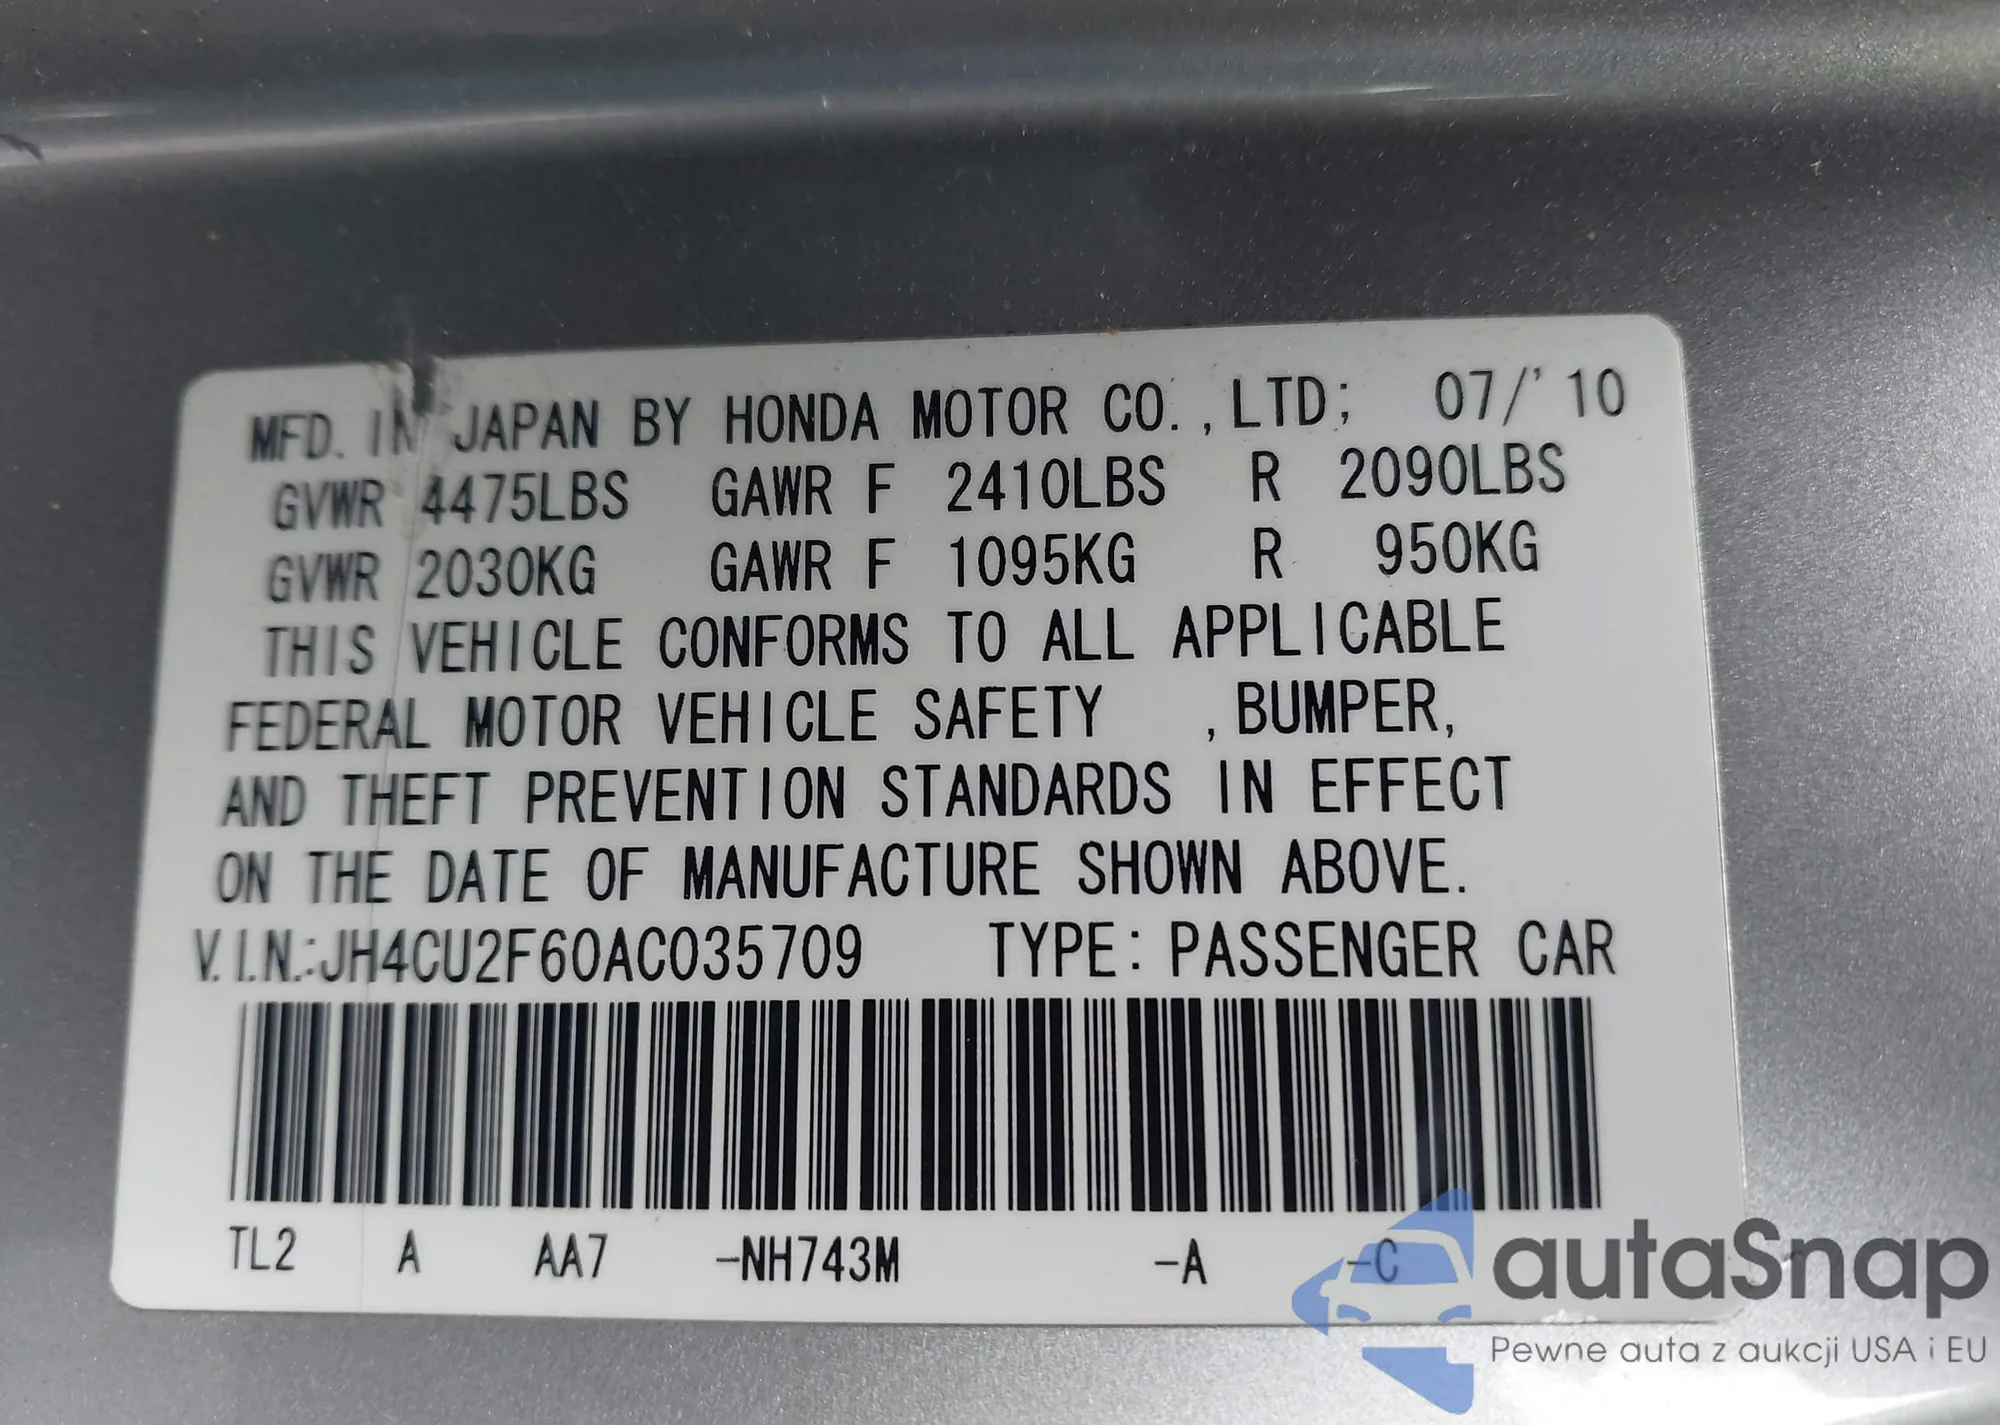 MFD. IN JAPAN BY HONDA MOTOR CO.,LTD; 07/'10
GVWR 4475LBS GAWR F 2410LBS R 2090LBS
GVWR 2030KG GAWR F 1095KG R 950KG
THIS VEHICLE CONFORMS TO ALL APPLICABLE
FEDERAL MOTOR VEHICLE SAFETY ,BUMPER,
AND THEFT PREVENTION STANDARDS IN EFFECT
ON THE DATE OF MANUFACTURE SHOWN ABOVE.
V.I.N.:JH4CU2F60AC035709 TYPE:PASSENGER CAR
TL2 A AA7 -NH743M -A -C
autaSnap
Pewne auta z aukcji USA i EU